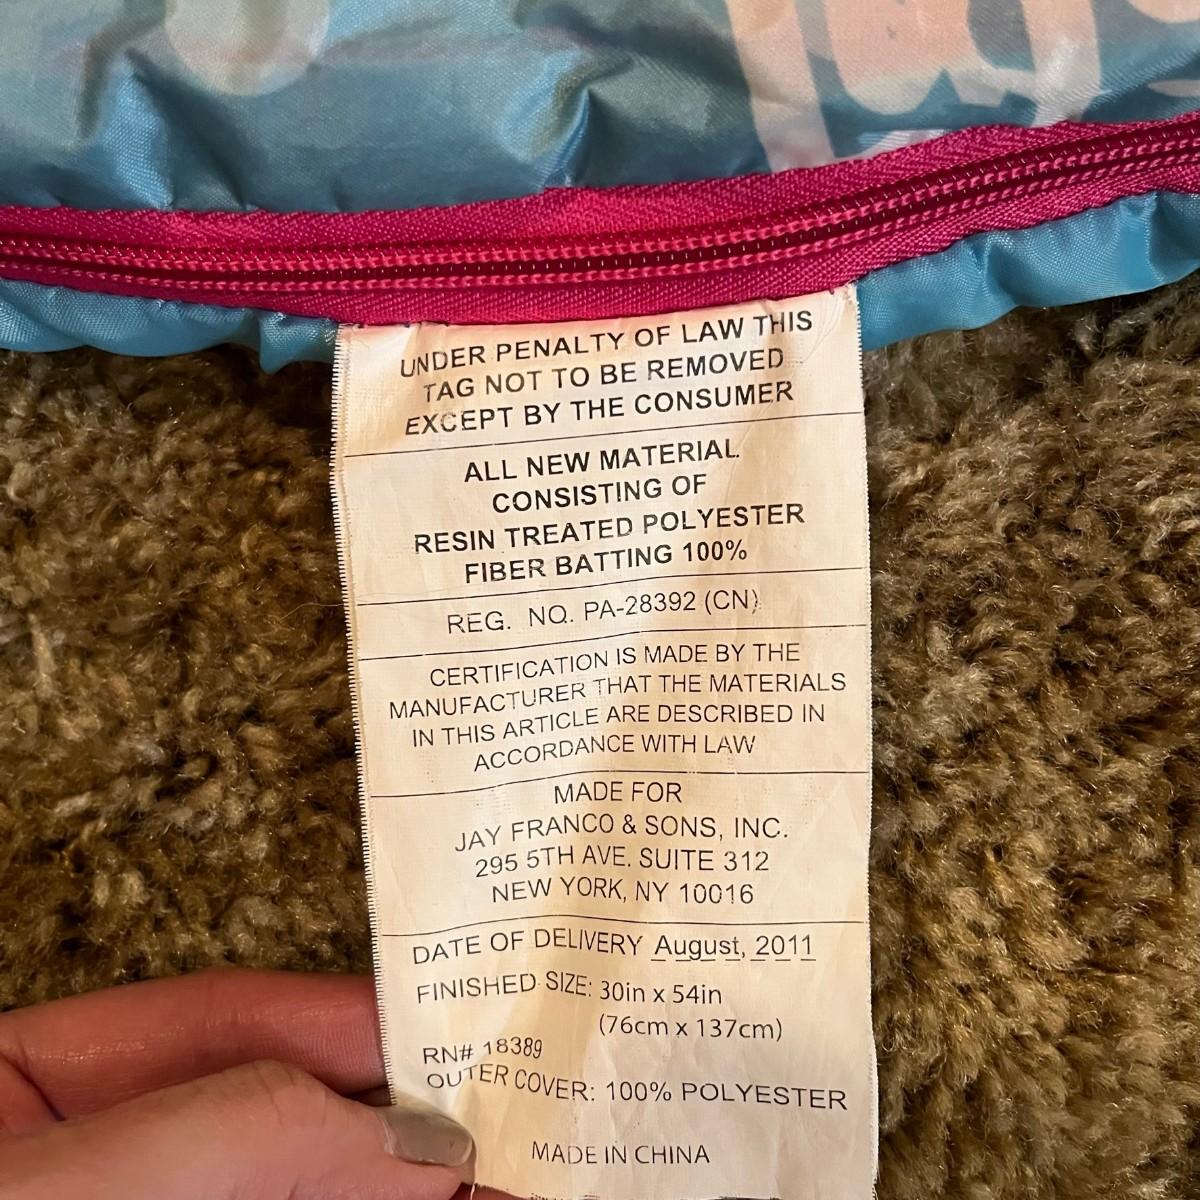 UNDER PENALTY OF LAW THIS
TAG NOT TO BE REMOVED
EXCEPT BY THE CONSUMER
ALL NEW MATERIAL
CONSISTING OF
RESIN TREATED POLYESTER
FIBER BATTING 100%
REG. NO. PA-28392 (CN)
CERTIFICATION IS MADE BY THE
MANUFACTURER THAT THE MATERIALS
IN THIS ARTICLE ARE DESCRIBED IN
ACCORDANCE WITH LAW
MADE FOR
JAY FRANCO & SONS, INC.
295 5TH AVE. SUITE 312
NEW YORK, NY 10016
DATE OF DELIVERY August, 2011
FINISHED SIZE: 30in x 54in
(76cm x 137cm)
RN# 18389
OUTER COVER: 100% POLYESTER
MADE IN CHINA